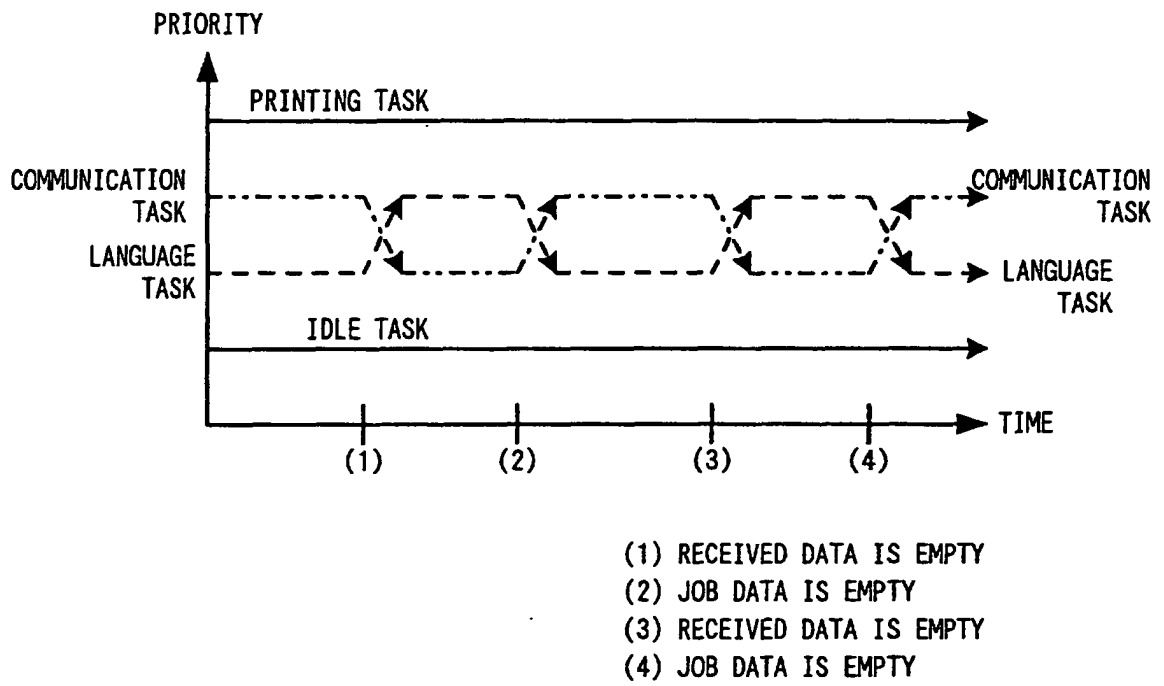 PRIORITY
PRINTING TASK
COMMUNICATION
TASK
COMMUNICATION
TASK
LANGUAGE
TASK
LANGUAGE
TASK
IDLE TASK
TIME
(1)
(2)
(3)
(4)
(1) RECEIVED DATA IS EMPTY
(2) JOB DATA IS EMPTY
(3) RECEIVED DATA IS EMPTY
(4) JOB DATA IS EMPTY